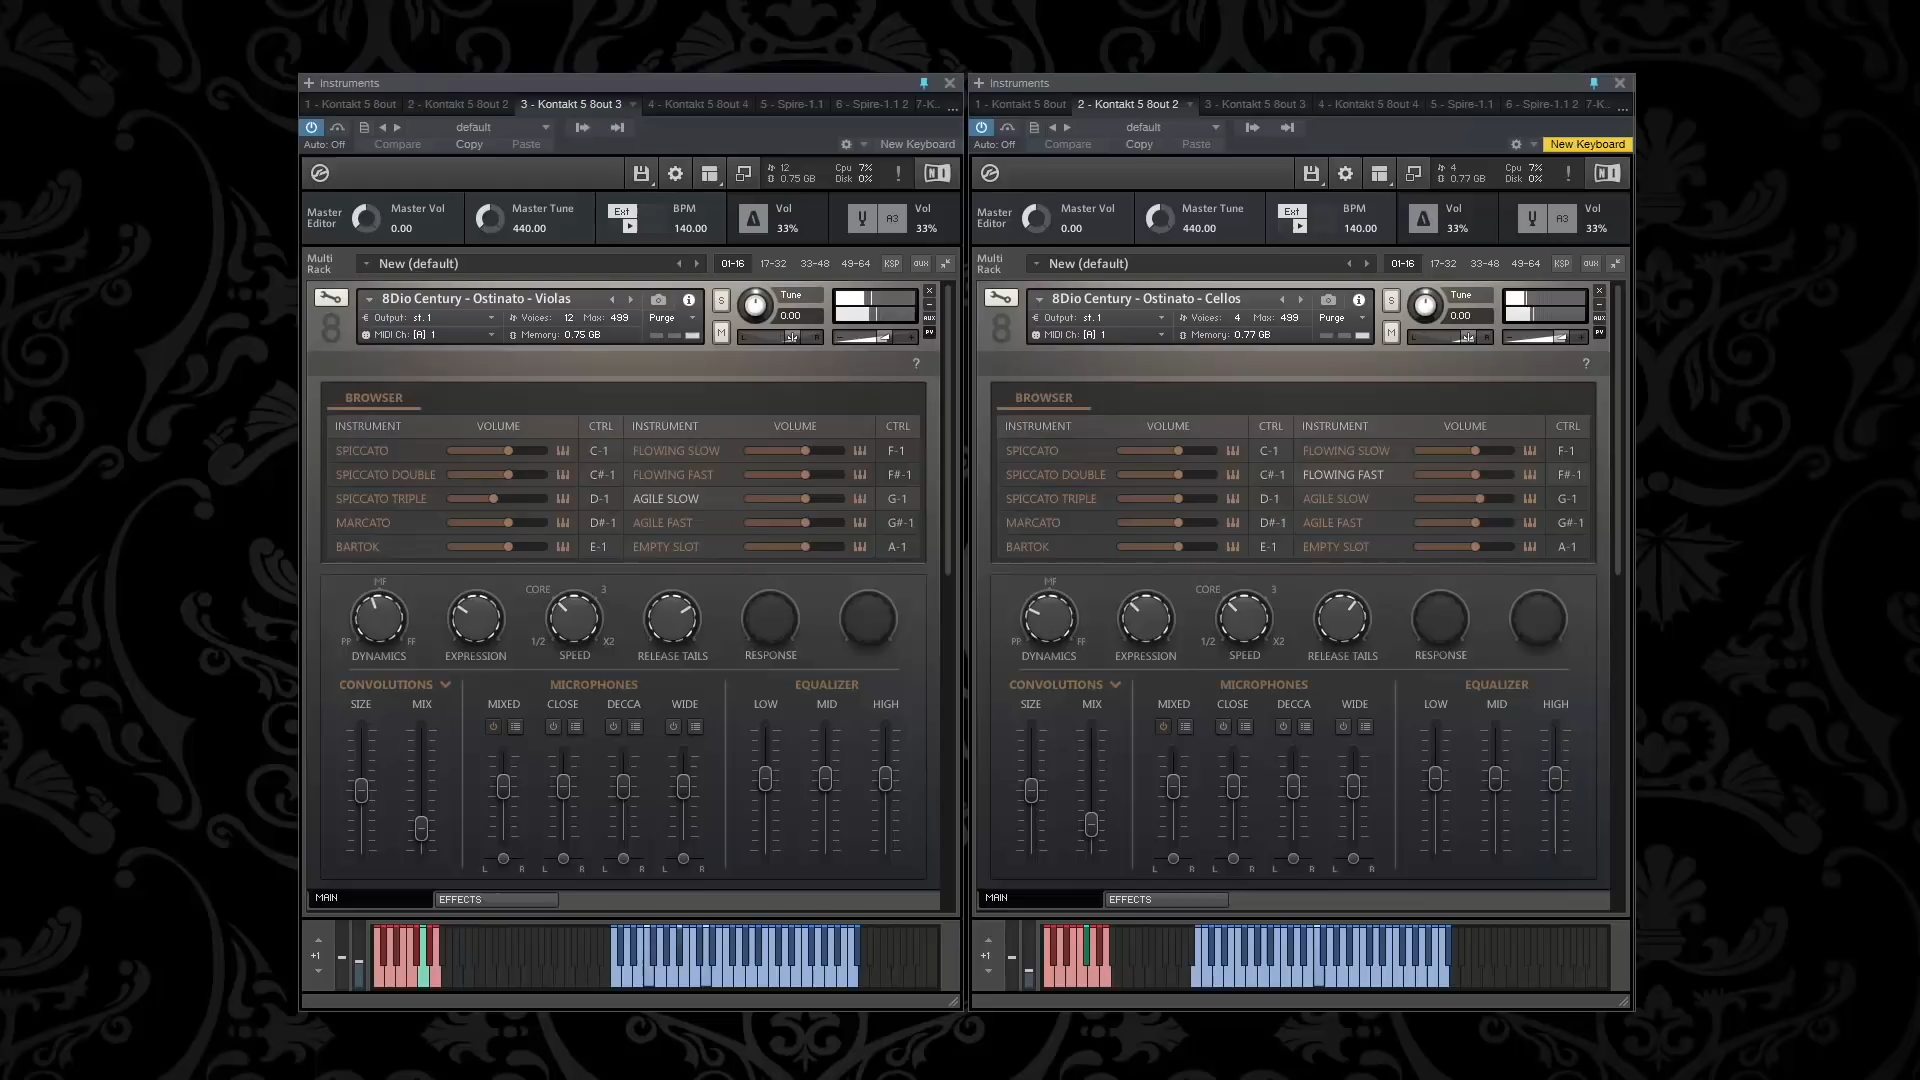 Instruments
1 - Kontakt 5 8out 2 - Kontakt 5 8out 2 3 - Kontakt 5 8out 3 4 - Kontakt 5 8out 4 5 - Spire-1.1 6 - Spire-1.1 2 7-K.. ...
default
Auto: Off Compare Copy Paste New Keyboard
12 Cpu 7%
0.75 GB Disk 0% ! NI
Master Editor Master Vol 0.00 Master Tune 440.00 Ext BPM 140.00 Vol 33% A3 Vol 33%
Multi Rack New (default) 01-16 17-32 33-48 49-64 KSP aux
8Dio Century - Ostinato - Violas S Tune
Output: st.1 Voices: 12 Max: 499 Purge 0.00 AUX
MIDI Ch: [A] 1 Memory: 0.75 GB M L R PV
8
?
BROWSER
INSTRUMENT VOLUME CTRL INSTRUMENT VOLUME CTRL
SPICCATO C-1 FLOWING SLOW F-1
SPICCATO DOUBLE C#-1 FLOWING FAST F#-1
SPICCATO TRIPLE D-1 AGILE SLOW G-1
MARCATO D#-1 AGILE FAST G#-1
BARTOK E-1 EMPTY SLOT A-1
MF CORE 3
PP FF 1/2 X2
DYNAMICS EXPRESSION SPEED RELEASE TAILS RESPONSE
CONVOLUTIONS MICROPHONES EQUALIZER
SIZE MIX MIXED CLOSE DECCA WIDE LOW MID HIGH
L R L R L R L R
MAIN EFFECTS
+1
Instruments
1 - Kontakt 5 8out 2 - Kontakt 5 8out 2 3 - Kontakt 5 8out 3 4 - Kontakt 5 8out 4 5 - Spire-1.1 6 - Spire-1.1 2 7-K.. ...
default
Auto: Off Compare Copy Paste New Keyboard
4 Cpu 7%
0.77 GB Disk 0% ! NI
Master Editor Master Vol 0.00 Master Tune 440.00 Ext BPM 140.00 Vol 33% A3 Vol 33%
Multi Rack New (default) 01-16 17-32 33-48 49-64 KSP aux
8Dio Century - Ostinato - Cellos S Tune
Output: st.1 Voices: 4 Max: 499 Purge 0.00 AUX
MIDI Ch: [A] 1 Memory: 0.77 GB M L R PV
8
?
BROWSER
INSTRUMENT VOLUME CTRL INSTRUMENT VOLUME CTRL
SPICCATO C-1 FLOWING SLOW F-1
SPICCATO DOUBLE C#-1 FLOWING FAST F#-1
SPICCATO TRIPLE D-1 AGILE SLOW G-1
MARCATO D#-1 AGILE FAST G#-1
BARTOK E-1 EMPTY SLOT A-1
MF CORE 3
PP FF 1/2 X2
DYNAMICS EXPRESSION SPEED RELEASE TAILS RESPONSE
CONVOLUTIONS MICROPHONES EQUALIZER
SIZE MIX MIXED CLOSE DECCA WIDE LOW MID HIGH
L R L R L R L R
MAIN EFFECTS
+1